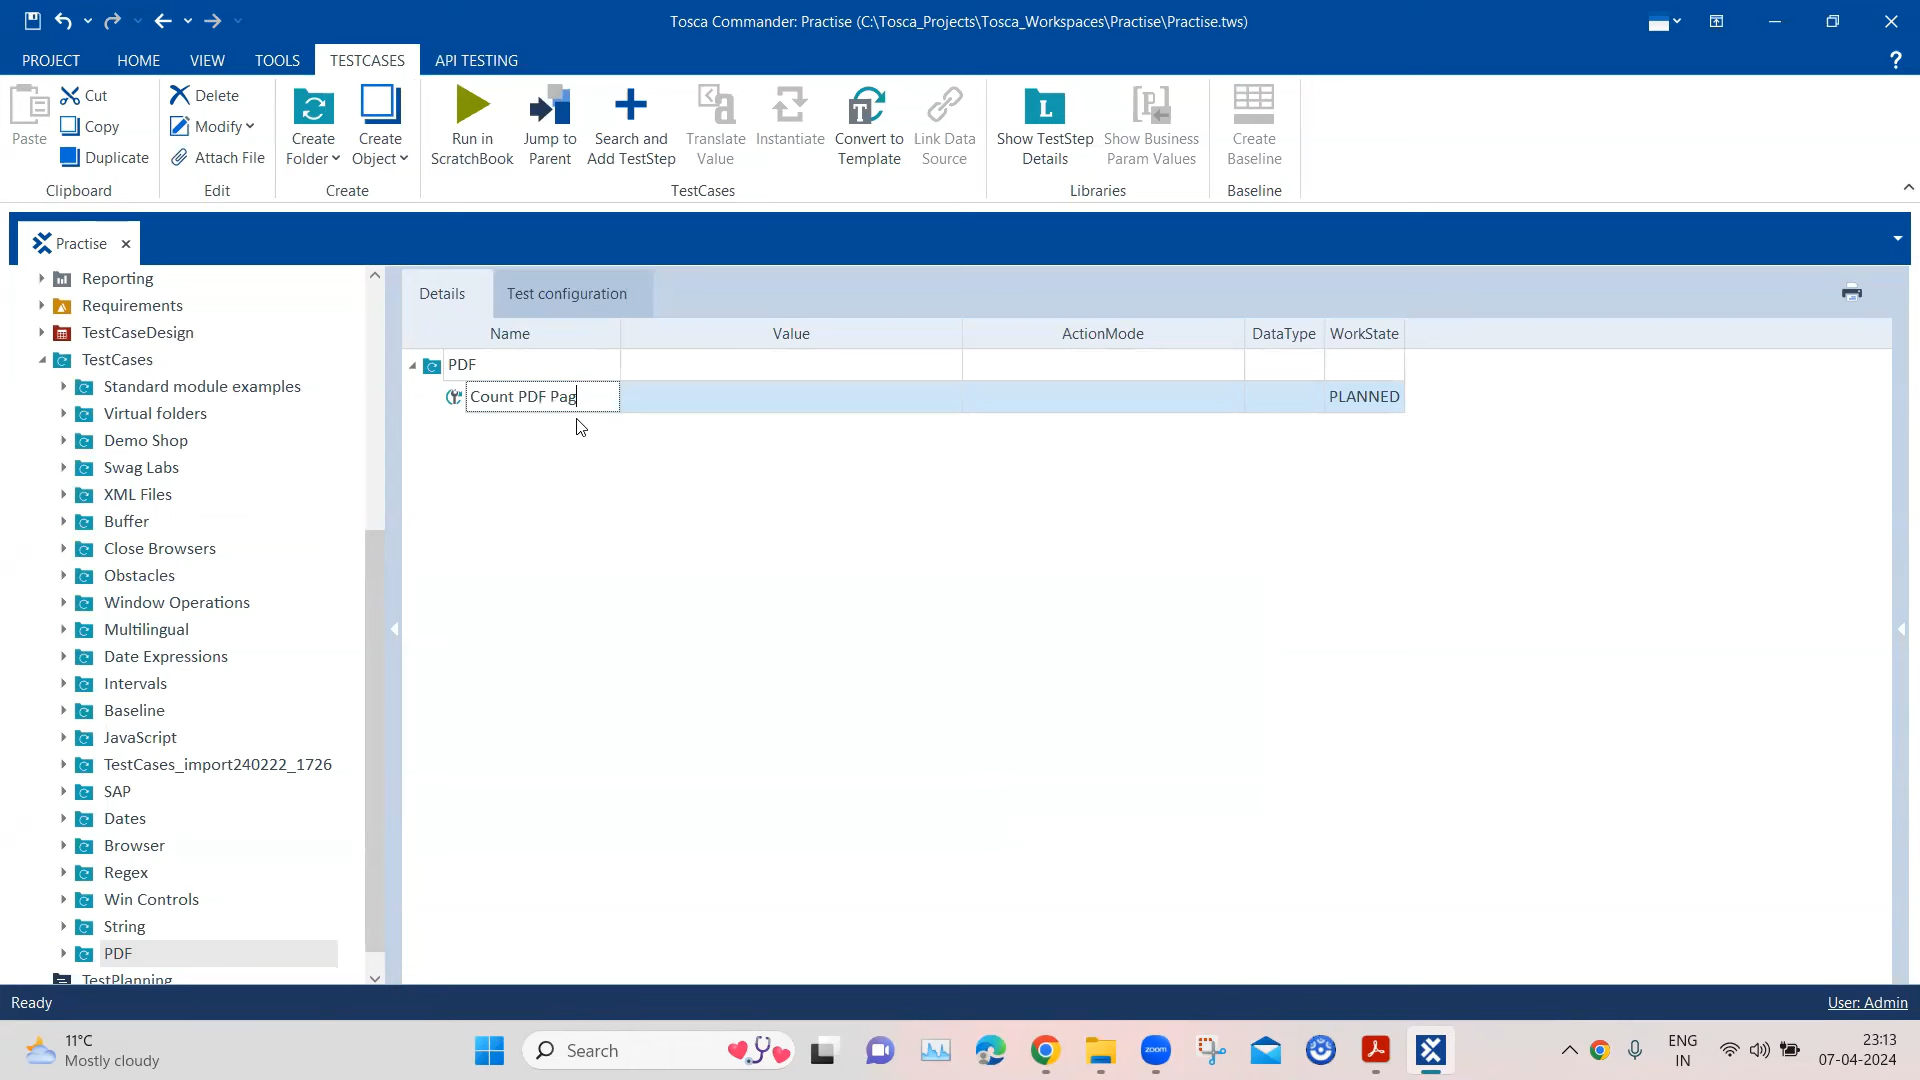 Tosca Commander: Practise (C:\Tosca_Projects\Tosca_Workspaces\Practise\Practise.tws)
PROJECT HOME VIEW TOOLS TESTCASES API TESTING ?
Paste
Cut
Copy
Duplicate
Clipboard
Delete
Modify
Attach File
Edit
Create Folder
Create Object
Create
Run in ScratchBook
Jump to Parent
Search and Add TestStep
Translate Value
Instantiate
Convert to Template
Link Data Source
TestCases
Show TestStep Details
Show Business Param Values
Libraries
Create Baseline
Baseline
Practise
Reporting
Requirements
TestCaseDesign
TestCases
Standard module examples
Virtual folders
Demo Shop
Swag Labs
XML Files
Buffer
Close Browsers
Obstacles
Window Operations
Multilingual
Date Expressions
Intervals
Baseline
JavaScript
TestCases_import240222_1726
SAP
Dates
Browser
Regex
Win Controls
String
PDF
TestPlanning
Details Test configuration
Name Value ActionMode DataType WorkState
PDF
Count PDF Pag PLANNED
Ready User: Admin
11°C
Mostly cloudy
Search
zoom
ENG
IN
23:13
07-04-2024